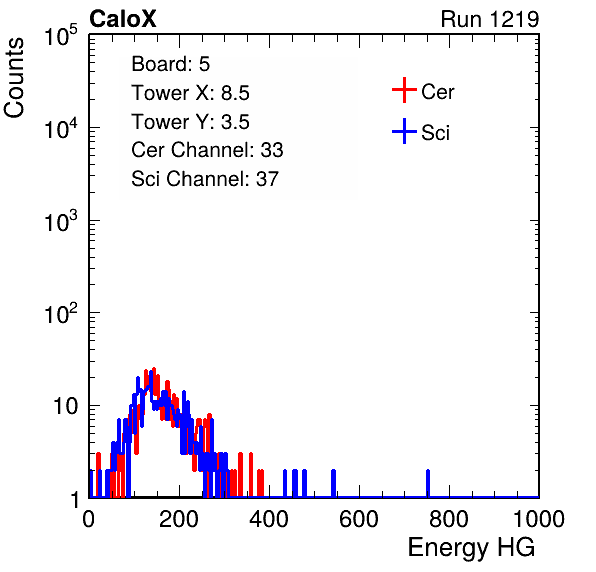 CaloX Run 1219
Counts
10^5
10^4
10^3
10^2
10
1
Board: 5
Tower X: 8.5
Tower Y: 3.5
Cer Channel: 33
Sci Channel: 37
Cer
Sci
0 200 400 600 800 1000
Energy HG